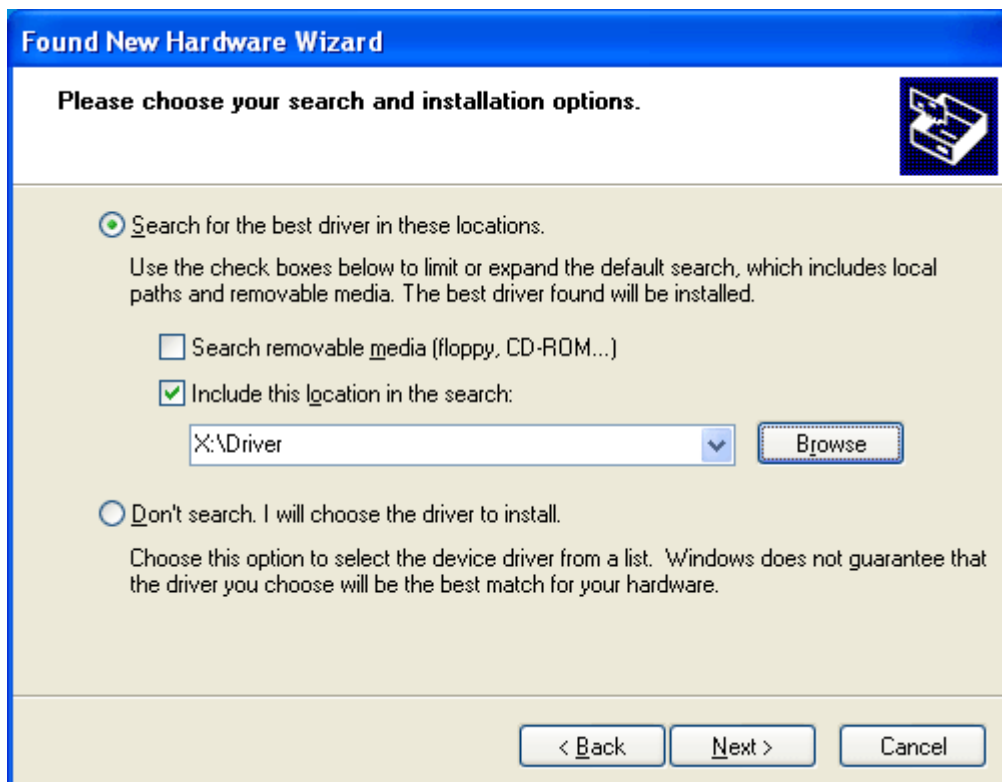 Found New Hardware Wizard
Please choose your search and installation options.
Search for the best driver in these locations.
Use the check boxes below to limit or expand the default search, which includes local
paths and removable media. The best driver found will be installed.
Search removable media (floppy, CD-ROM...)
Include this location in the search:
X:\Driver
Browse
Don't search. I will choose the driver to install.
Choose this option to select the device driver from a list.  Windows does not guarantee that
the driver you choose will be the best match for your hardware.
< Back
Next >
Cancel